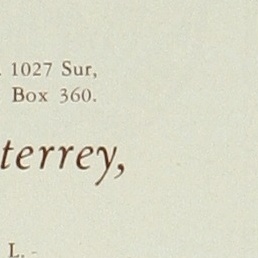 . 1027 Sur,
Box 360.
terrey,
L. -